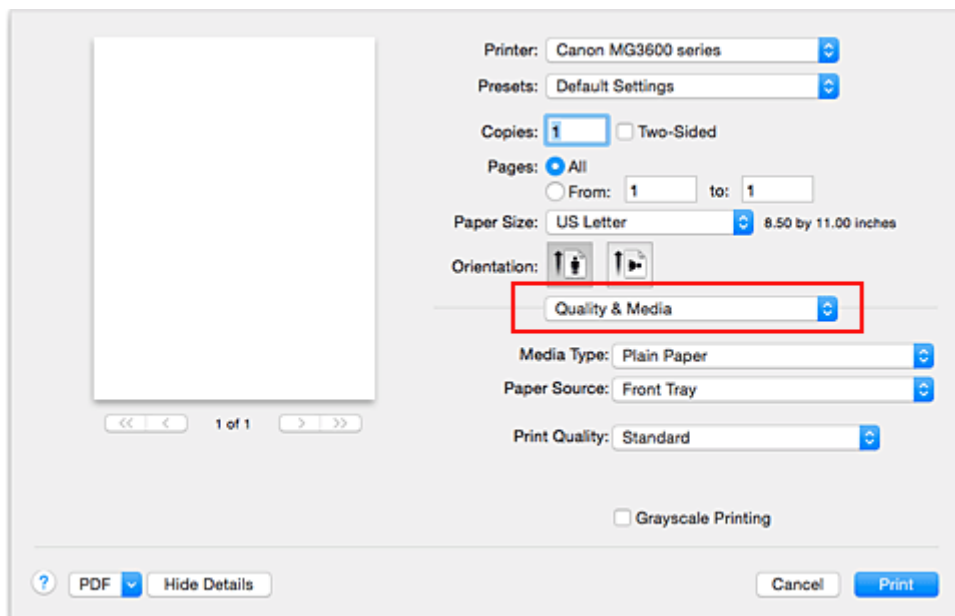 Printer: Canon MG3600 series
Presets: Default Settings
Copies: 1 Two-Sided
Pages: All
From: 1 to: 1
Paper Size: US Letter 8.50 by 11.00 inches
Orientation:
Quality & Media
Media Type: Plain Paper
Paper Source: Front Tray
1 of 1
Print Quality: Standard
Grayscale Printing
? PDF Hide Details Cancel Print